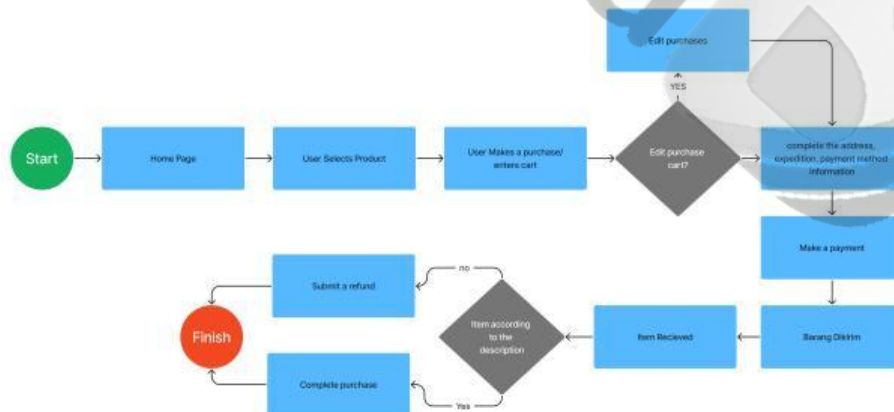 Edit purchases
YES
Start
Home Page
User Selects Product
User Makes a purchase/
enters cart
Edit purchase
cart?
complete the address,
expedition, payment method
information
Make a payment
Submit a refund
no
Finish
Item according
to the
description
Item Recieved
Barang Dikirim
Complete purchase
Yes